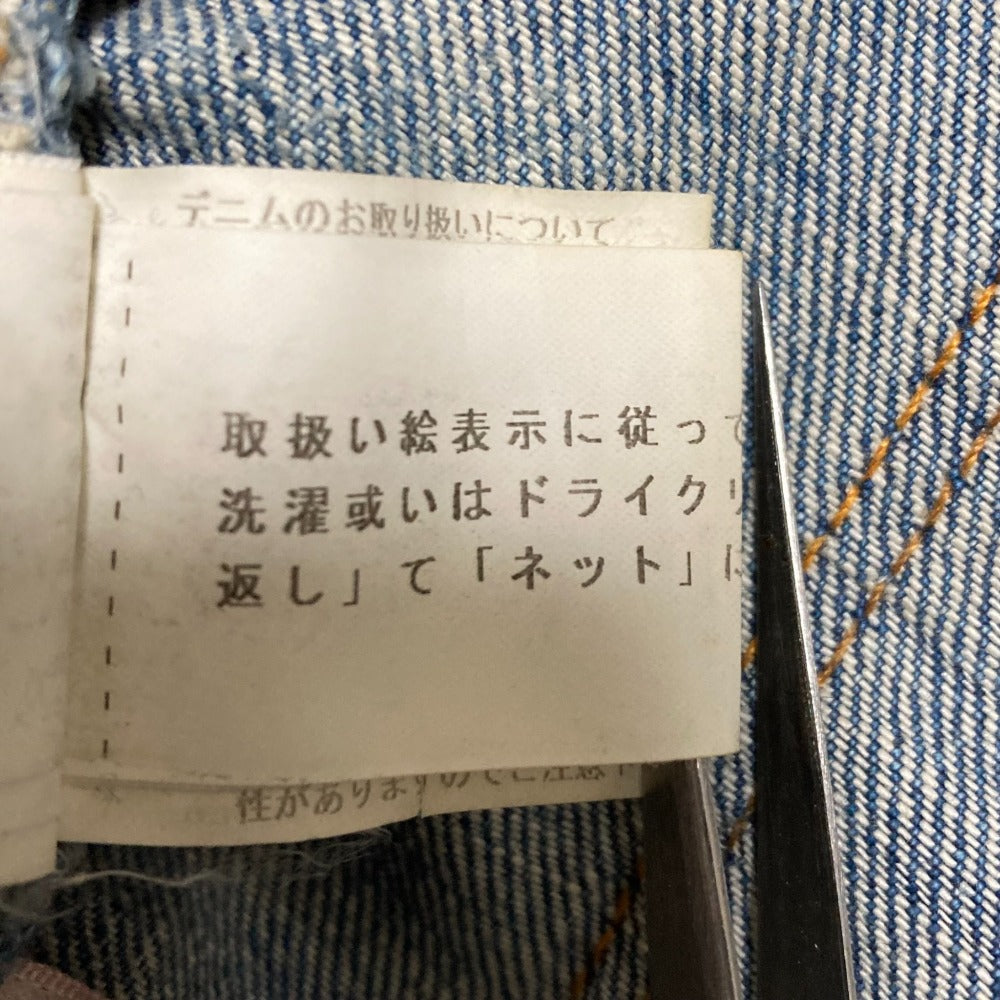 デニムのお取り扱いについて
取扱い絵表示に従って
洗濯或いはドライクリ
返し」て「ネット」に
性がありますのでご注意下